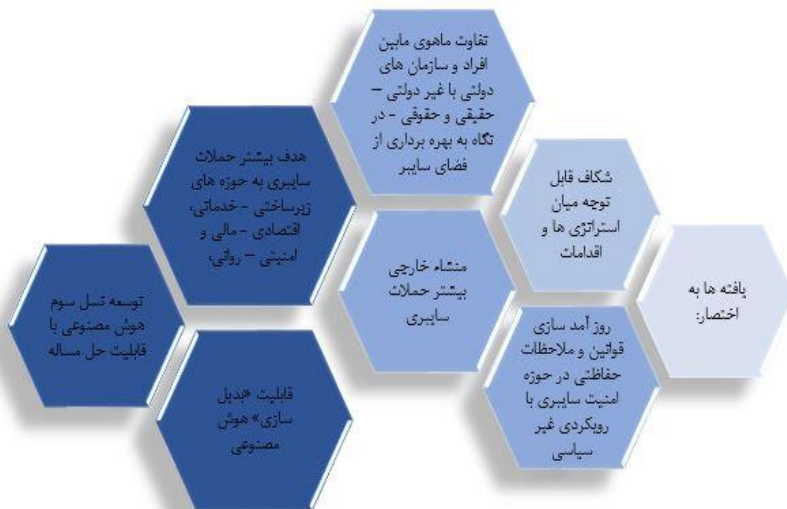 یافته ها به
اختصار:
شکاف قابل
توجه میان
استراتژی ها و
اقدامات
روز آمد سازی
قوانین و ملاحظات
حفاظتی در حوزه
امنیت سایبری با
رویکردی غیر
سیاسی
تفاوت ماهوی مابین
افراد و سازمان های
دولتی با غیر دولتی –
حقیقی و حقوقی - در
نگاه به بهره برداری از
فضای سایبر
منشاء خارجی
بیشتر حملات
سایبری
هدف بیشتر حملات
سایبری به حوزه های
زیرساختی - خدماتی،
اقتصادی - مالی و
امنیتی – روانی،
قابلیت «بدیل
سازی» هوش
مصنوعی
توسعه نسل سوم
هوش مصنوعی با
قابلیت حل مساله